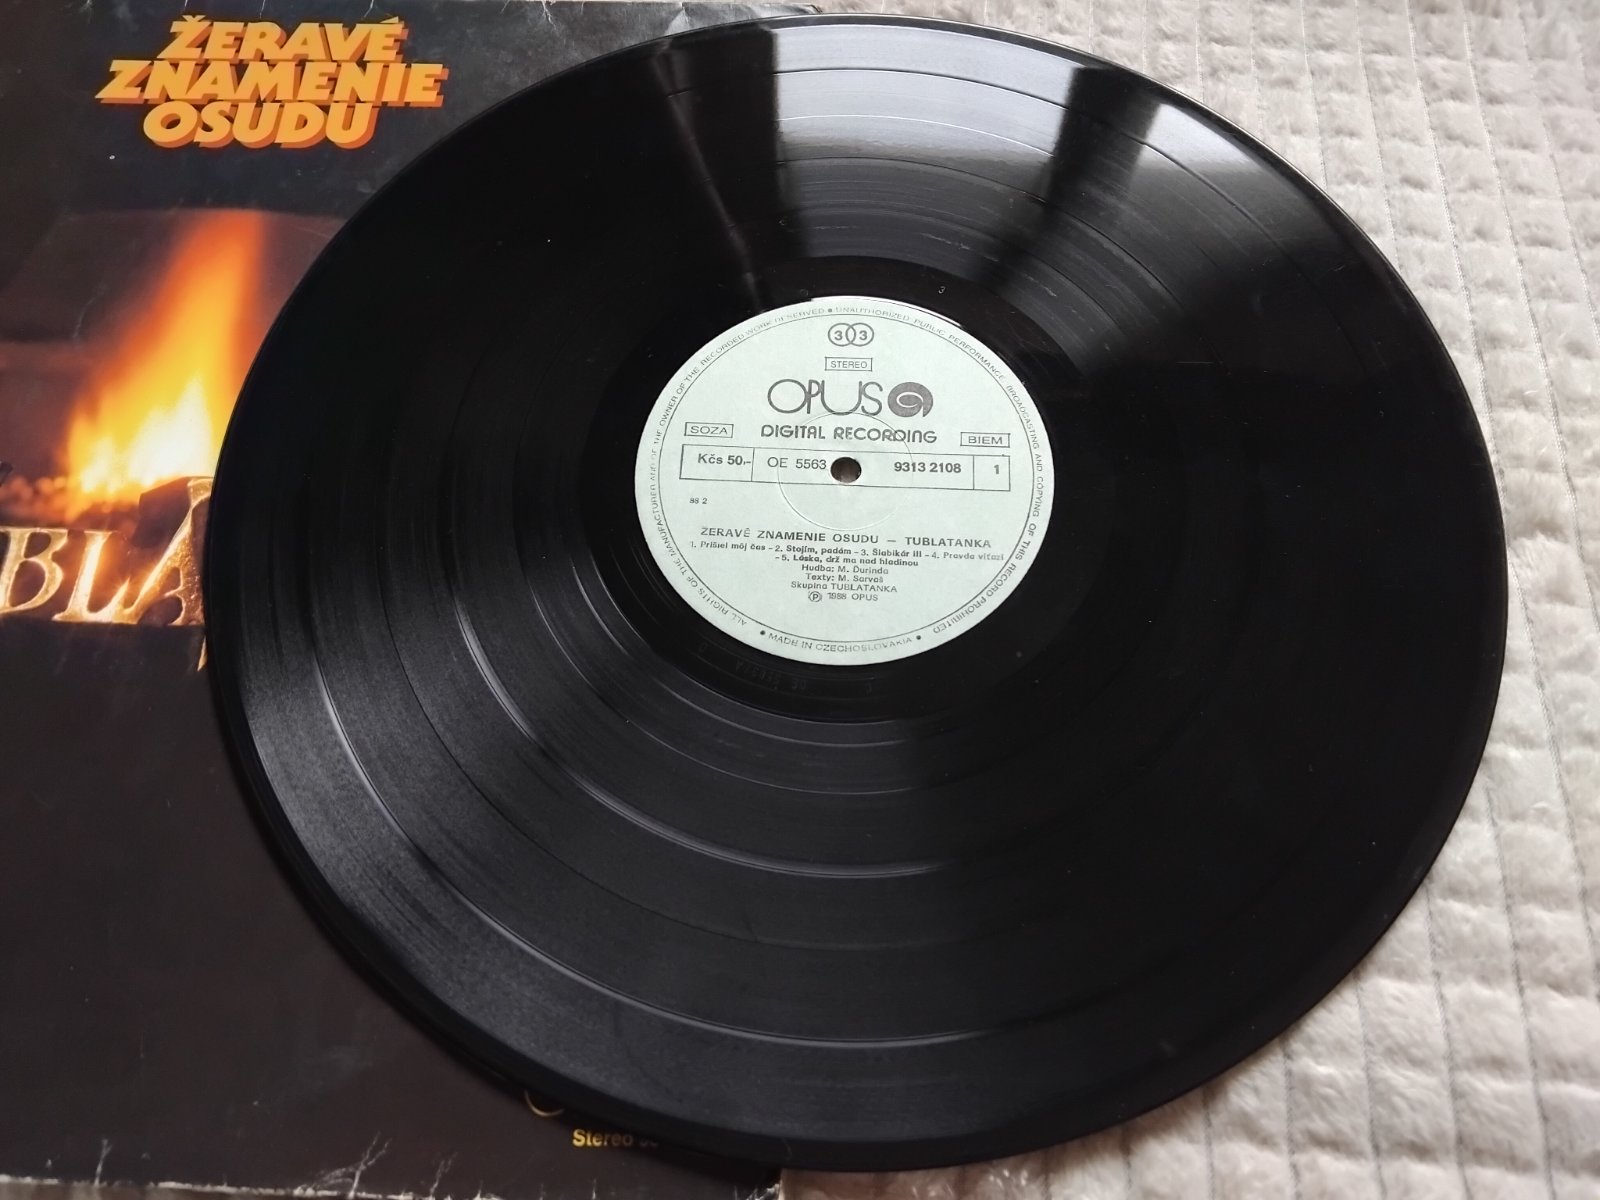 ŽERAVÉ
ZNAMENIE
OSUDU
BLA
Stereo
3
ALL RIGHTS OF THE MANUFACTURER AND OF THE OWNER OF THE RECORDED WORK RESERVED • UNAUTHORIZED PUBLIC PERFORMANCE BROADCASTING AND COPYING OF THIS RECORD PROHIBITED
33
STEREO
OPUS
DIGITAL RECORDING
SOZA
BIEM
Kčs 50,- OE 5563 9313 2108 1
88 2
ŽERAVÉ ZNAMENIE OSUDU — TUBLATANKA
1. Prišiel môj čas - 2. Stojím, padám - 3. Šlabikár III - 4. Pravda víťazí
- 5. Láska, drž ma nad hladinou
Hudba: M. Ďurinda
Texty: M. Sarvaš
Skupina TUBLATANKA
Ⓟ 1988 OPUS
• MADE IN CZECHOSLOVAKIA •